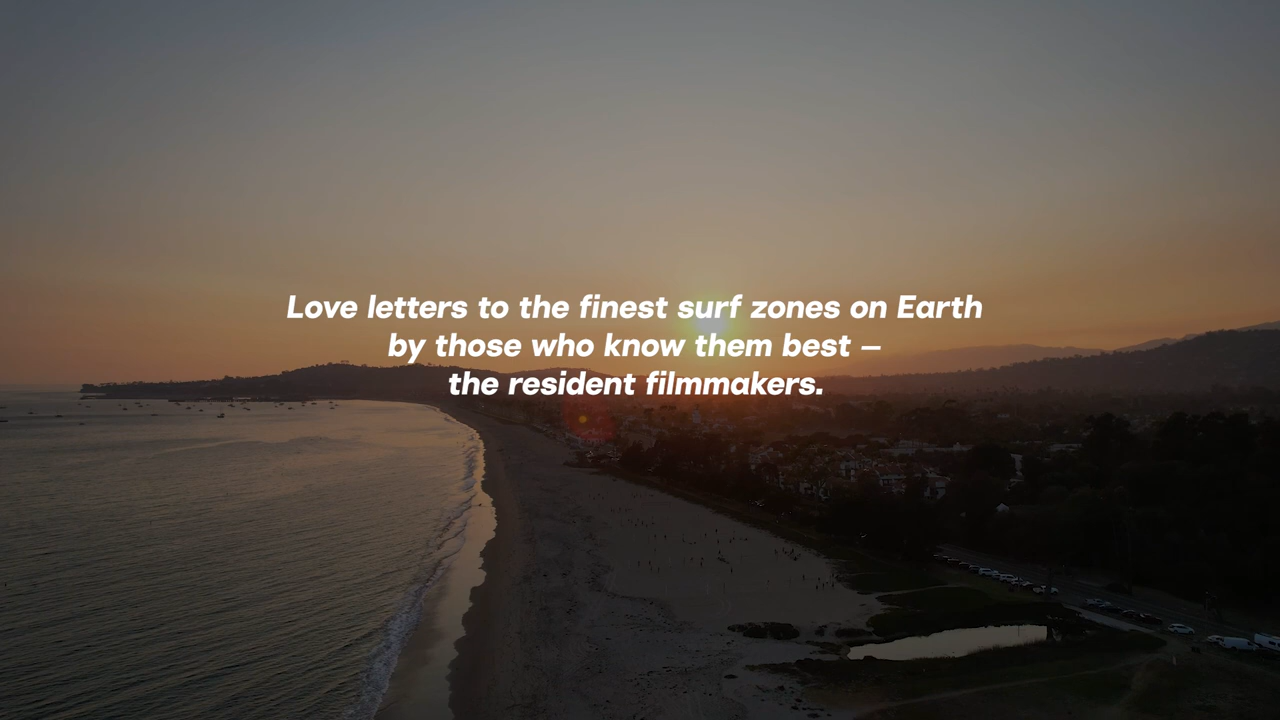 Love letters to the finest surf zones on Earth
by those who know them best –
the resident filmmakers.